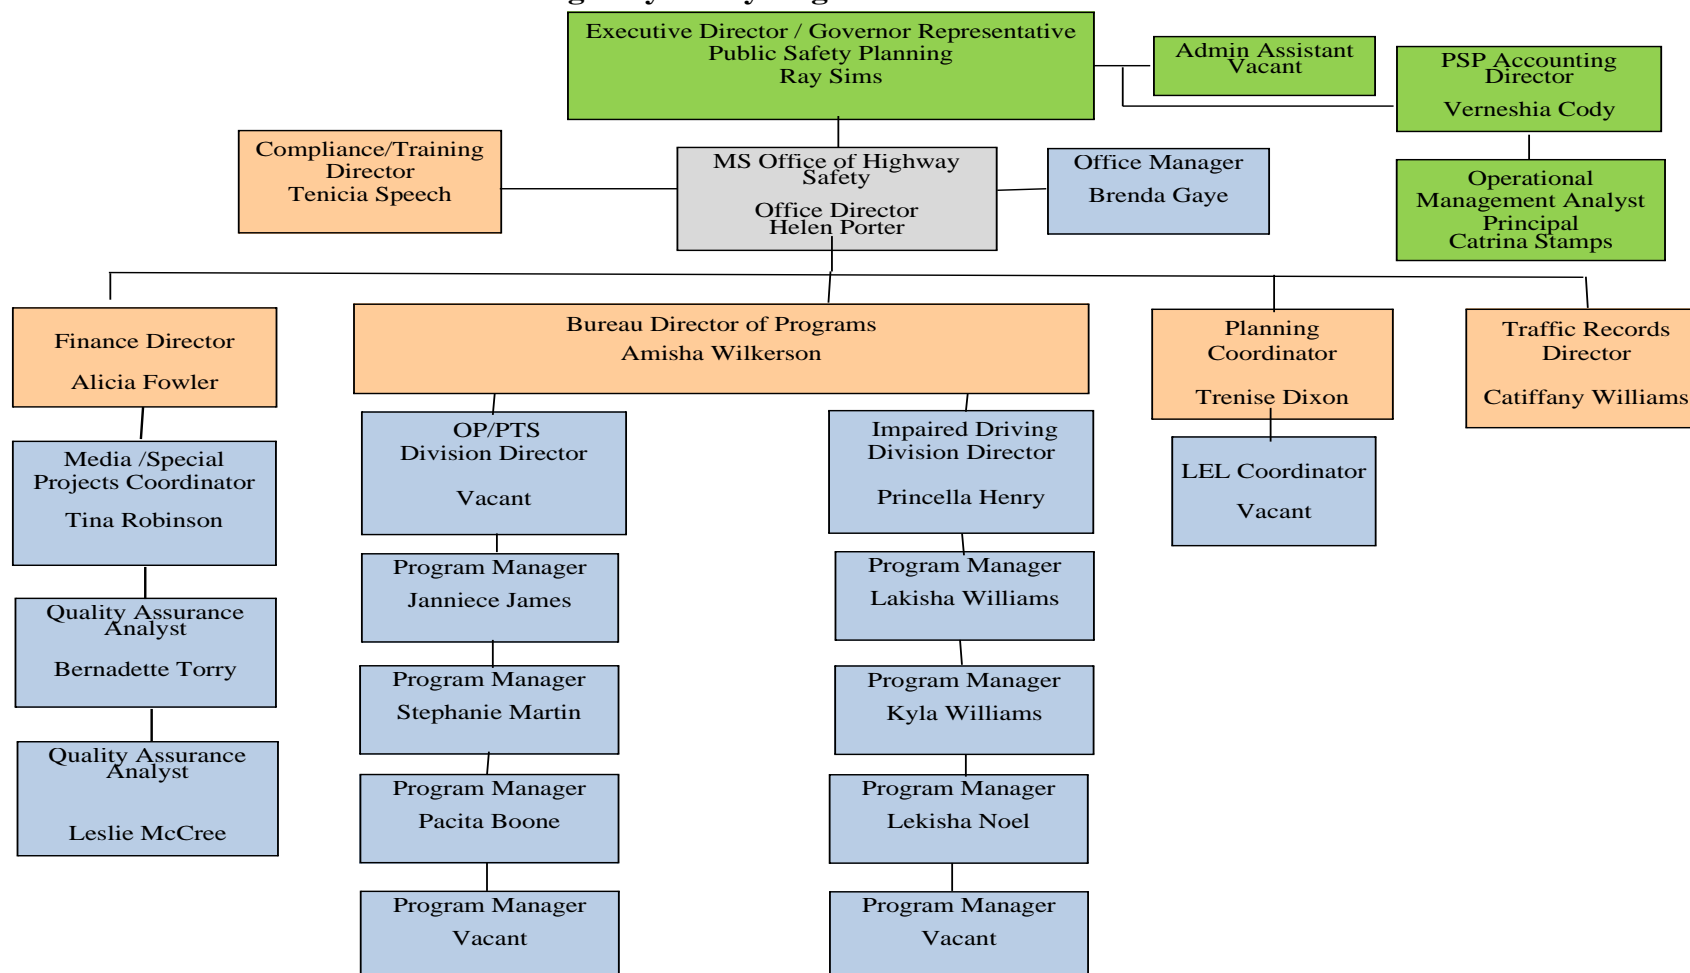 Executive Director / Governor Representative
Public Safety Planning
Ray Sims
Admin Assistant
Vacant
PSP Accounting
Director
Verneshia Cody
Compliance/Training
Director
Tenicia Speech
MS Office of Highway
Safety
Office Director
Helen Porter
Office Manager
Brenda Gaye
Operational
Management Analyst
Principal
Catrina Stamps
Finance Director
Alicia Fowler
Bureau Director of Programs
Amisha Wilkerson
Planning
Coordinator
Trenise Dixon
Traffic Records
Director
Catiffany Williams
Media /Special
Projects Coordinator
Tina Robinson
OP/PTS
Division Director
Vacant
Impaired Driving
Division Director
Princella Henry
LEL Coordinator
Vacant
Quality Assurance
Analyst
Bernadette Torry
Program Manager
Janniece James
Program Manager
Lakisha Williams
Program Manager
Stephanie Martin
Program Manager
Kyla Williams
Quality Assurance
Analyst
Leslie McCree
Program Manager
Pacita Boone
Program Manager
Lekisha Noel
Program Manager
Vacant
Program Manager
Vacant